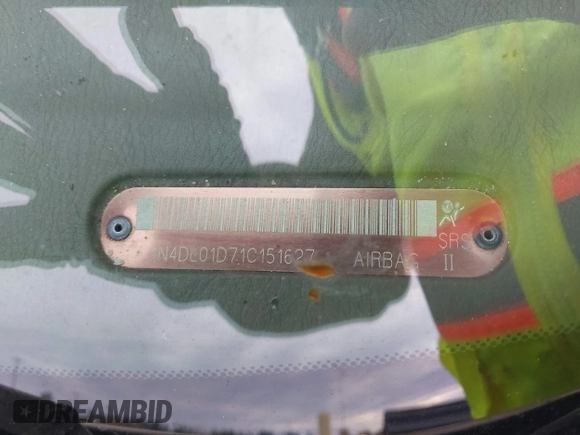 SRS
N4DL01D71C151627 AIRBAG II
DREAMBID